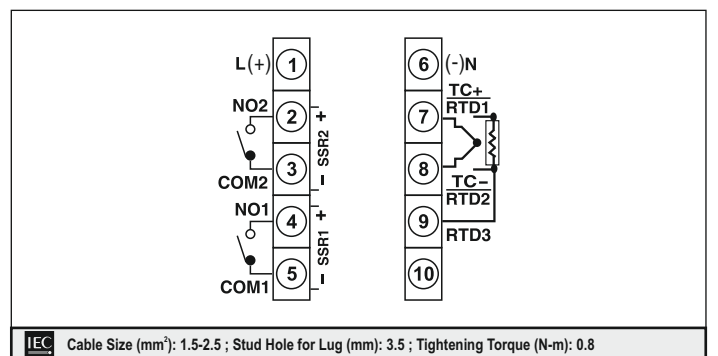 L(+) 1
NO2 2 +
SSR2
COM2 3 -
NO1 4 +
SSR1
COM1 5 -
6 (-)N
TC+
7 RTD1
8 TC-
RTD2
9 RTD3
10
IEC Cable Size (mm²): 1.5-2.5 ; Stud Hole for Lug (mm): 3.5 ; Tightening Torque (N-m): 0.8